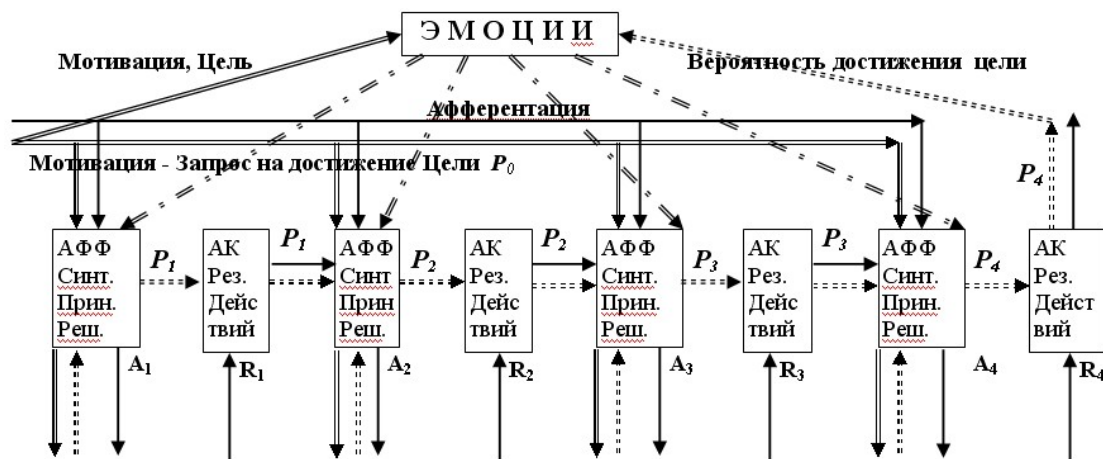 Э М О Ц И И
Мотивация, Цель
Вероятность достижения цели
Афферентация
Мотивация - Запрос на достижение Цели P0
P4
АФФ
Синт.
Прин.
Реш.
P1
АК
Рез.
Дейс
твий
P1
АФФ
Синт.
Прин
Реш.
P2
АК
Рез.
Дейс
твий
P2
АФФ
Синт.
Прин.
Реш.
P3
АК
Рез.
Дейс
твий
P3
АФФ
Синт.
Прин.
Реш.
P4
АК
Рез.
Дейст
вий
A1
R1
A2
R2
A3
R3
A4
R4